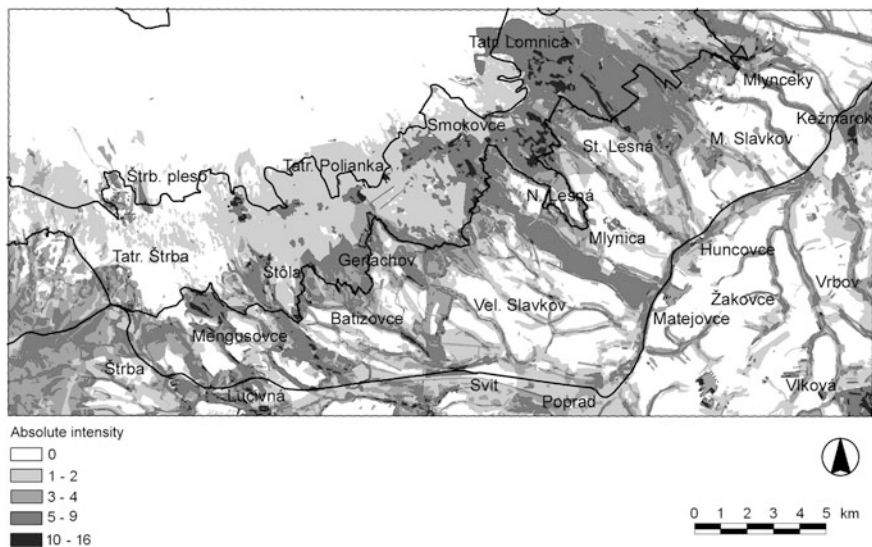 Tatr. Lomnica
Mlynceky
Kežmarok
Smokovce
St. Lesná
M. Slavkov
Štrb. pleso
Tatr. Polianka
N. Lesná
Mlynica
Huncovce
Tatr. Štrba
Štôla
Gerlachov
Vrbov
Vel. Slavkov
Žakovce
Batizovce
Matejovce
Mengusovce
Štrba
Lucivna
Svit
Poprad
Vlková
Absolute intensity
0
1 - 2
3 - 4
5 - 9
10 - 16
0 1 2 3 4 5 km